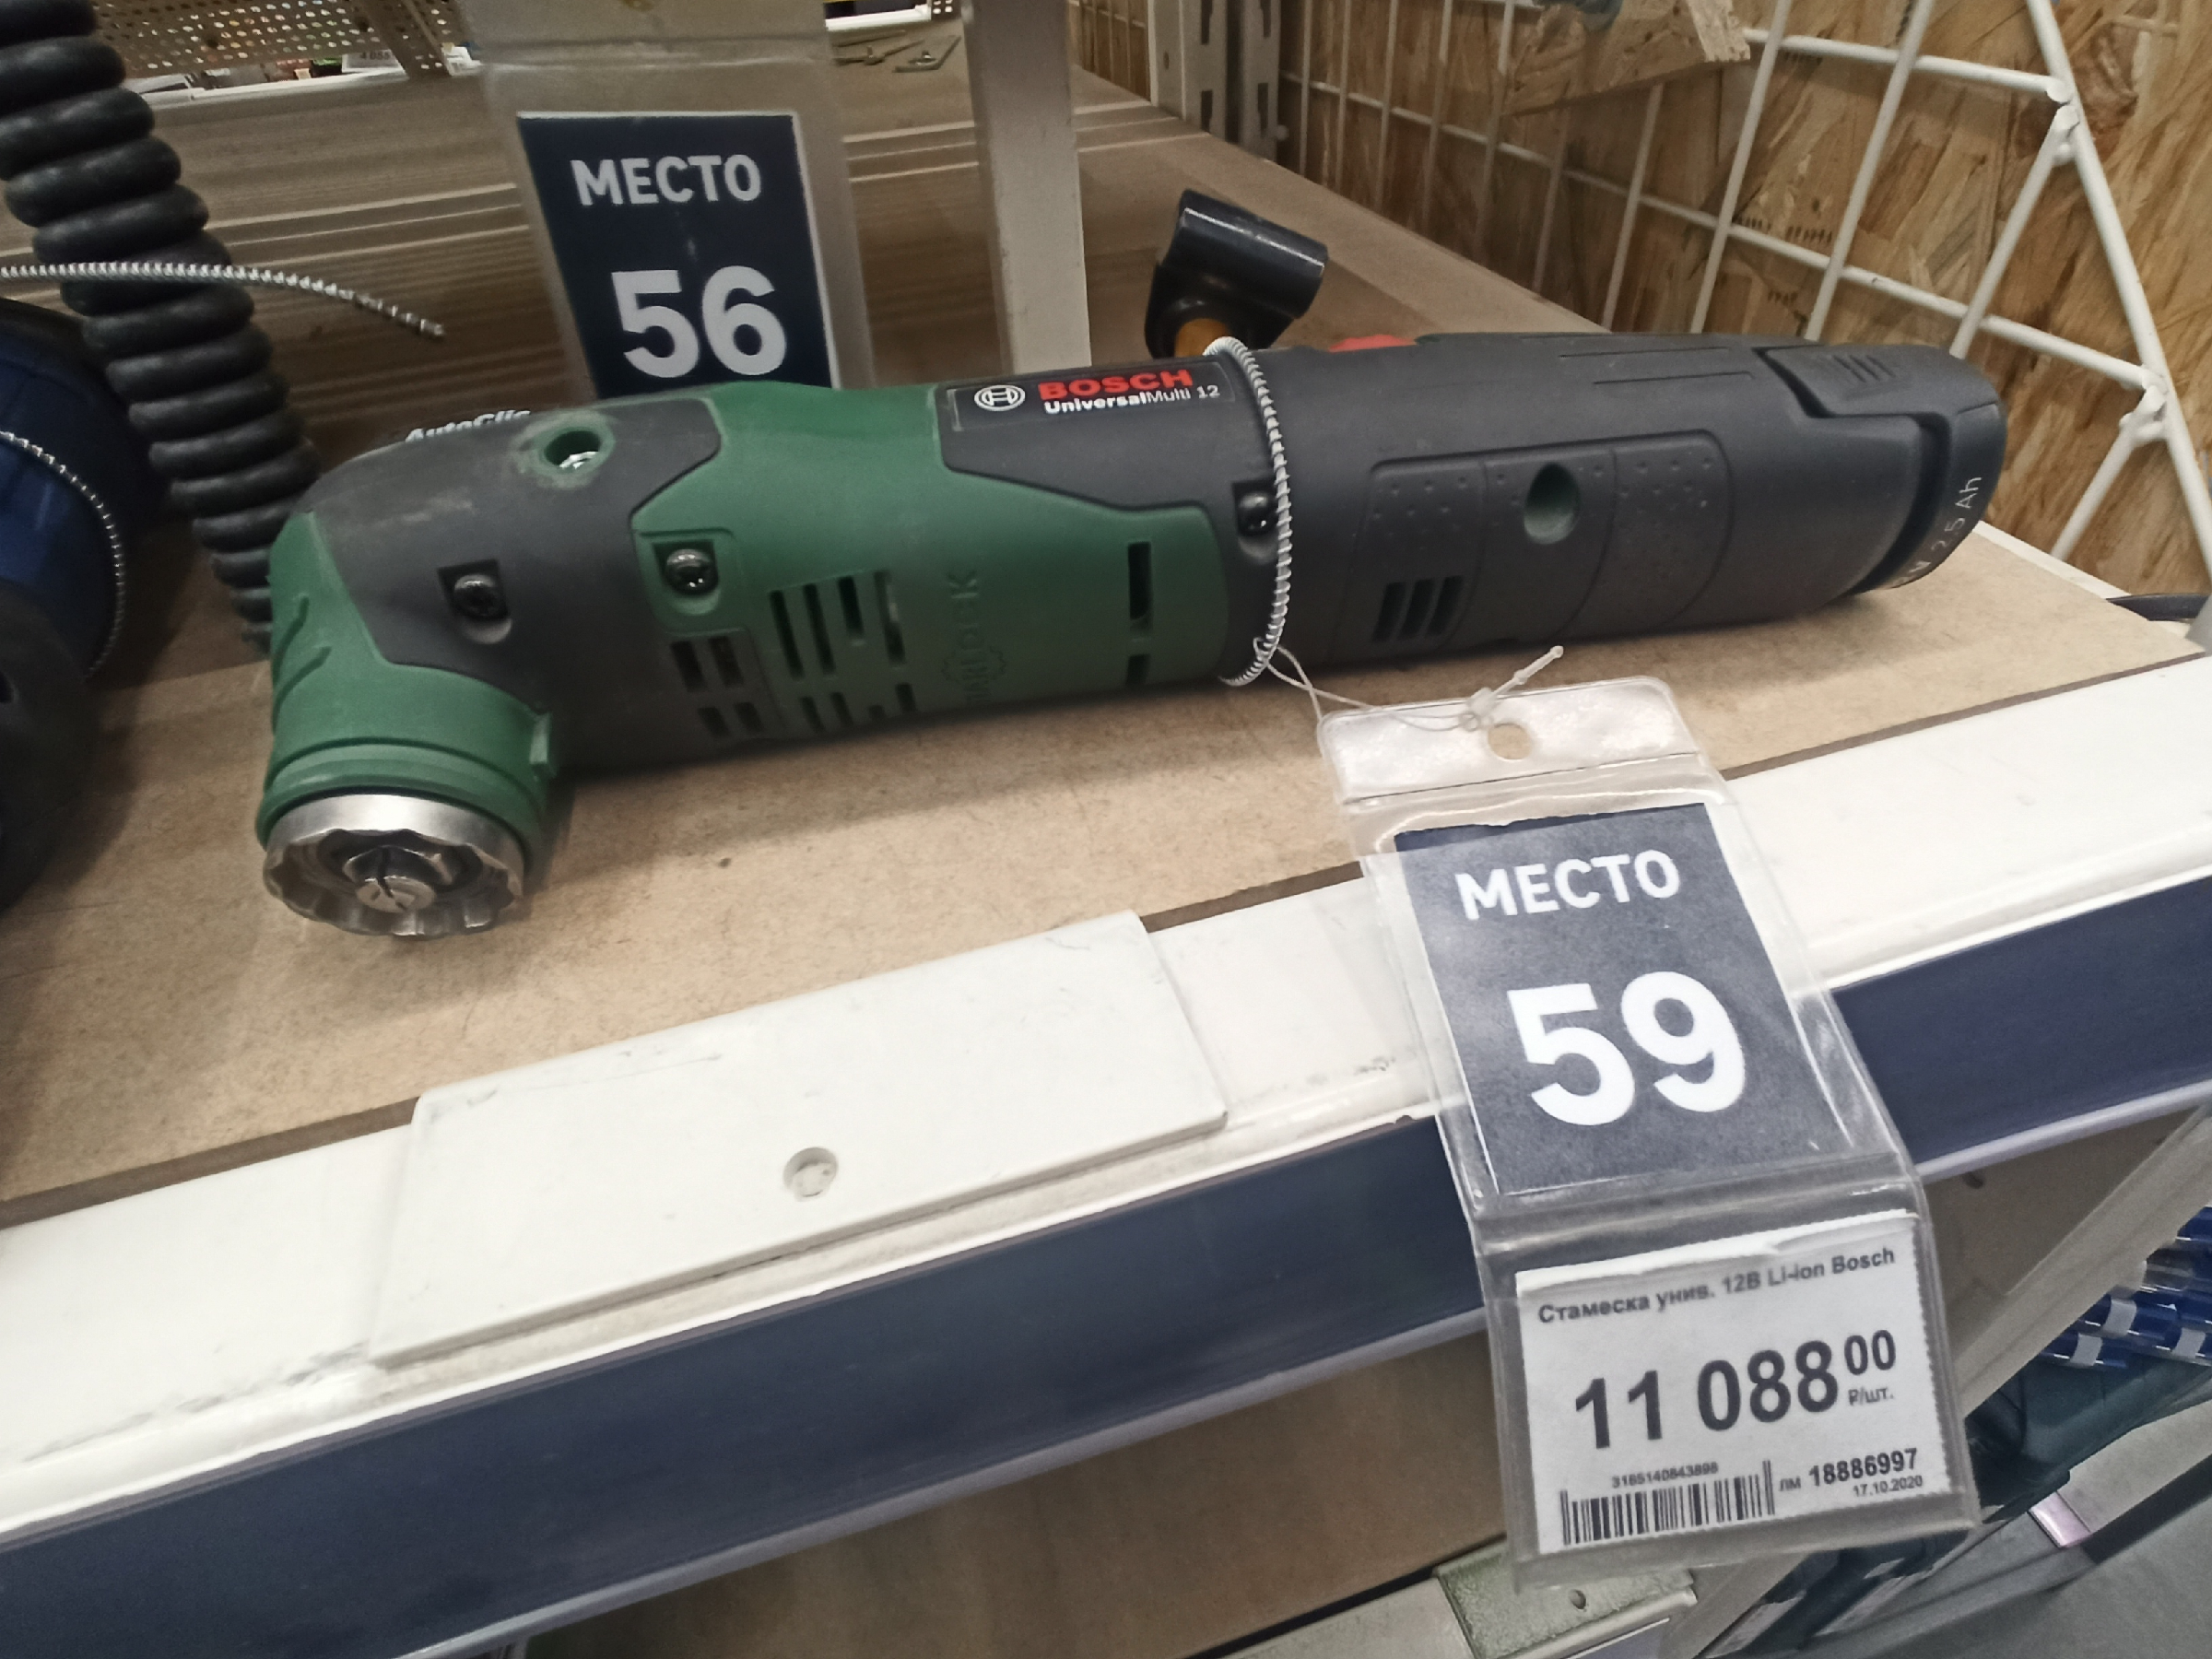 МЕСТО
56
AutoClic
BOSCH
UniversalMulti 12
2.5 Ah
МЕСТО
59
Стамеска унив. 12В Li-ion Bosch
11 088 00
₽/шт.
3165140843898
ЛМ 18886997
17.10.2020